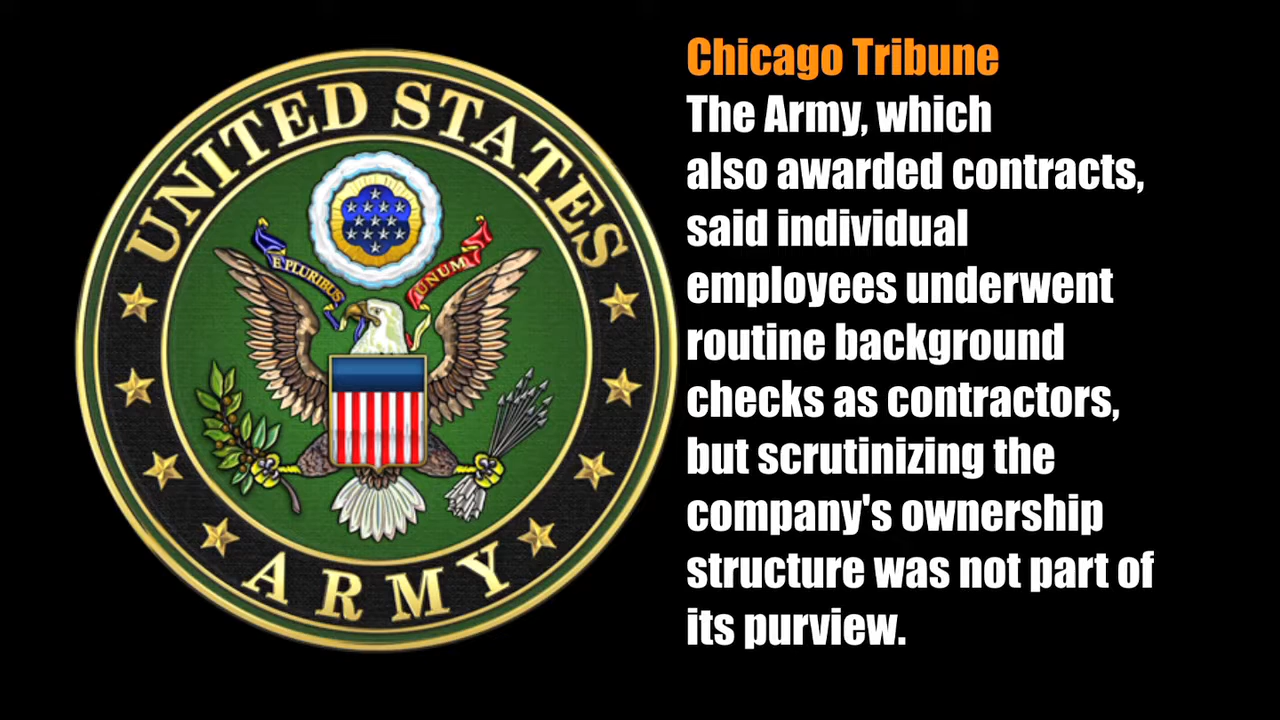 UNITED STATES
E PLURIBUS
UNUM
ARMY
Chicago Tribune
The Army, which
also awarded contracts,
said individual
employees underwent
routine background
checks as contractors,
but scrutinizing the
company's ownership
structure was not part of
its purview.